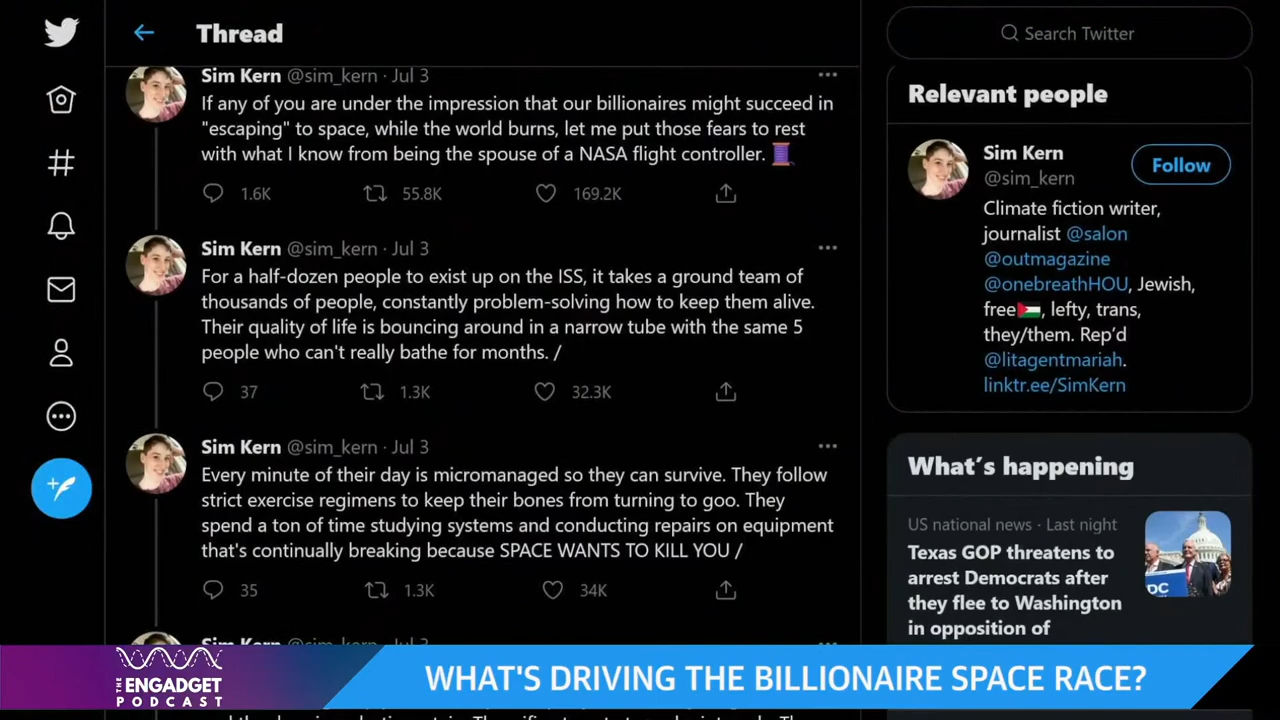 Thread
Search Twitter
Sim Kern @sim_kern · Jul 3
If any of you are under the impression that our billionaires might succeed in
"escaping" to space, while the world burns, let me put those fears to rest
with what I know from being the spouse of a NASA flight controller. 🧵
1.6K 55.8K 169.2K
Sim Kern @sim_kern · Jul 3
For a half-dozen people to exist up on the ISS, it takes a ground team of
thousands of people, constantly problem-solving how to keep them alive.
Their quality of life is bouncing around in a narrow tube with the same 5
people who can't really bathe for months. /
37 1.3K 32.3K
Sim Kern @sim_kern · Jul 3
Every minute of their day is micromanaged so they can survive. They follow
strict exercise regimens to keep their bones from turning to goo. They
spend a ton of time studying systems and conducting repairs on equipment
that's continually breaking because SPACE WANTS TO KILL YOU /
35 1.3K 34K
Sim Kern @sim_kern · Jul 3
Relevant people
Sim Kern
@sim_kern
Follow
Climate fiction writer,
journalist @salon
@outmagazine
@onebreathHOU, Jewish,
free🇵🇸, lefty, trans,
they/them. Rep'd
@litagentmariah.
linktr.ee/SimKern
What's happening
US national news · Last night
Texas GOP threatens to
arrest Democrats after
they flee to Washington
in opposition of
DC
THE
ENGADGET
PODCAST
WHAT'S DRIVING THE BILLIONAIRE SPACE RACE?